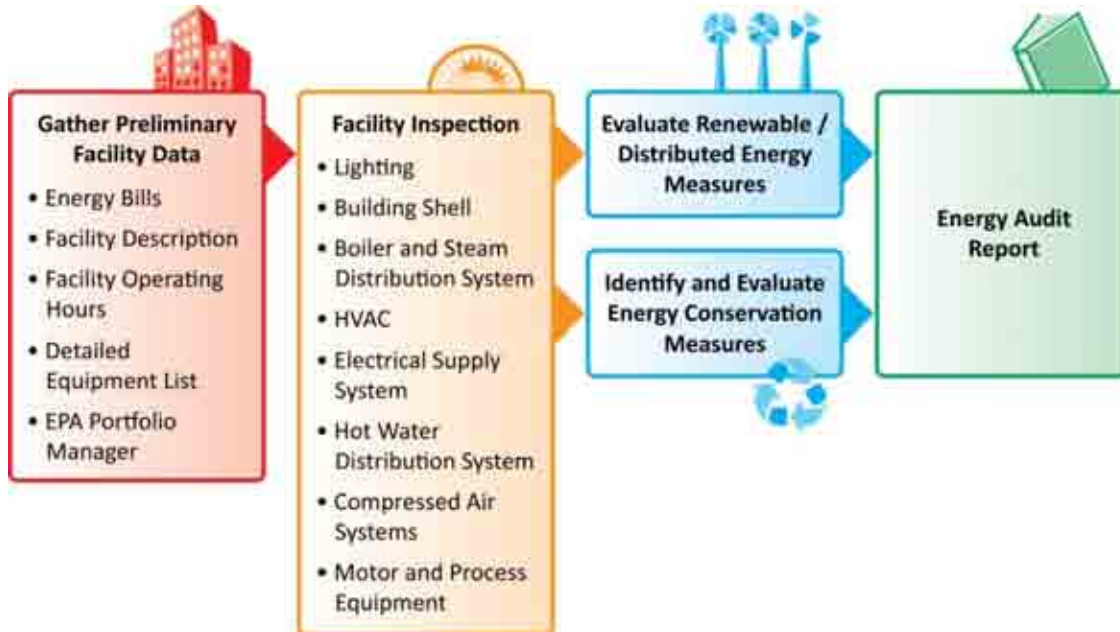 Gather Preliminary
Facility Data
• Energy Bills
• Facility Description
• Facility Operating
Hours
• Detailed
Equipment List
• EPA Portfolio
Manager
Facility Inspection
• Lighting
• Building Shell
• Boiler and Steam
Distribution System
• HVAC
• Electrical Supply
System
• Hot Water
Distribution System
• Compressed Air
Systems
• Motor and Process
Equipment
Evaluate Renewable /
Distributed Energy
Measures
Identify and Evaluate
Energy Conservation
Measures
Energy Audit
Report